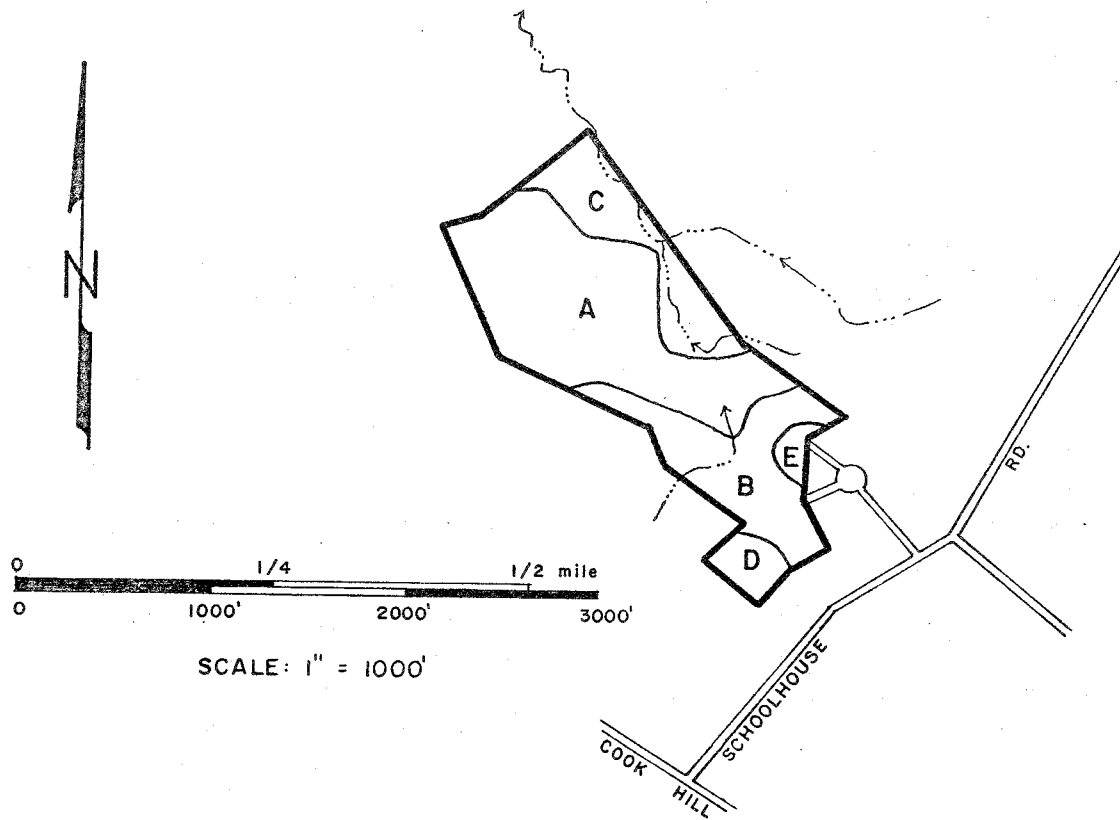 N
C
A
E
B
D
RD.
0 1/4 1/2 mile
0 1000' 2000' 3000'
SCALE: 1" = 1000'
SCHOOLHOUSE
COOK
HILL